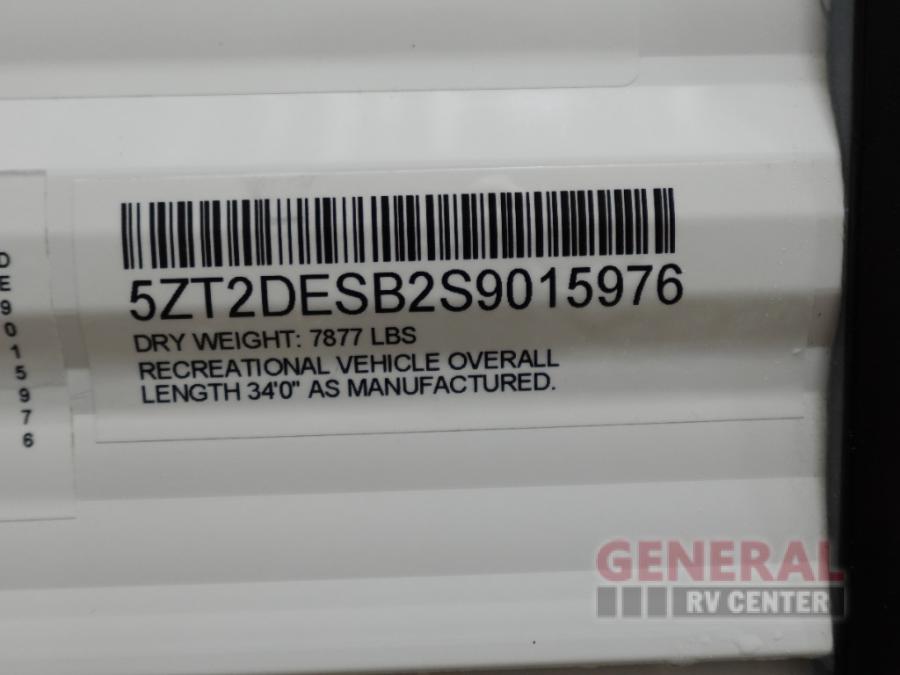 5ZT2DESB2S9015976
DRY WEIGHT: 7877 LBS
RECREATIONAL VEHICLE OVERALL
LENGTH 34'0" AS MANUFACTURED.
D
E
9
0
1
5
9
7
6
GENERAL
RV CENTER